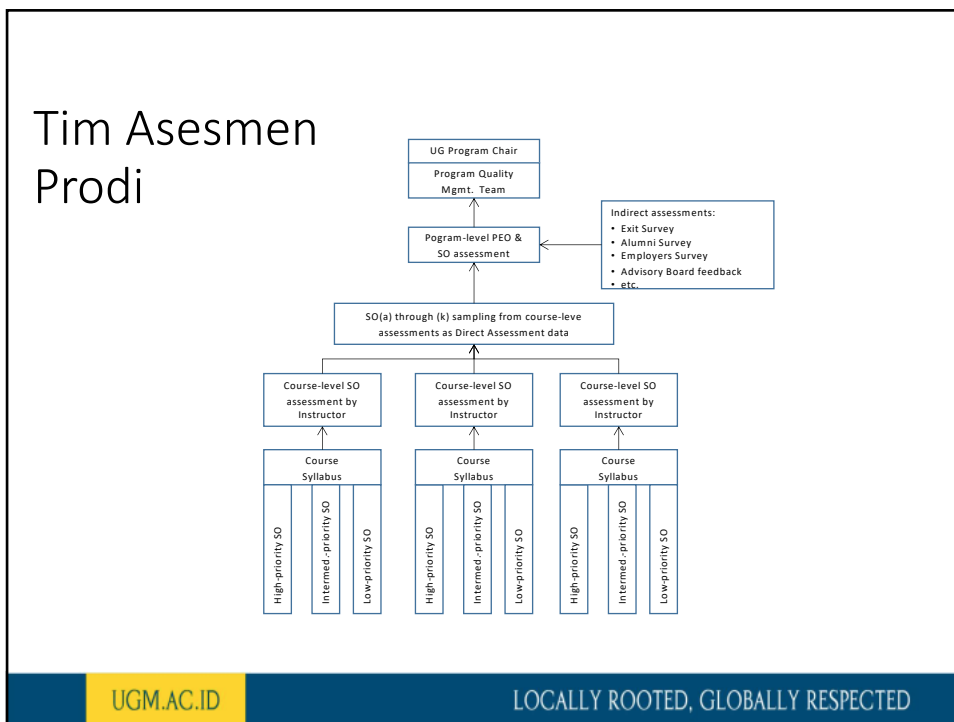 Tim Asesmen
Prodi
UG Program Chair
Program Quality
Mgmt. Team
Pogram-level PEO &
SO assessment
Indirect assessments:
• Exit Survey
• Alumni Survey
• Employers Survey
• Advisory Board feedback
• etc.
SO(a) through (k) sampling from course-leve
assessments as Direct Assessment data
Course-level SO
assessment by
Instructor
Course-level SO
assessment by
Instructor
Course-level SO
assessment by
Instructor
Course
Syllabus
Course
Syllabus
Course
Syllabus
High-priority SO
Intermed.-priority SO
Low-priority SO
High-priority SO
Intermed.-priority SO
Low-priority SO
High-priority SO
Intermed.-priority SO
Low-priority SO
UGM.AC.ID
LOCALLY ROOTED, GLOBALLY RESPECTED